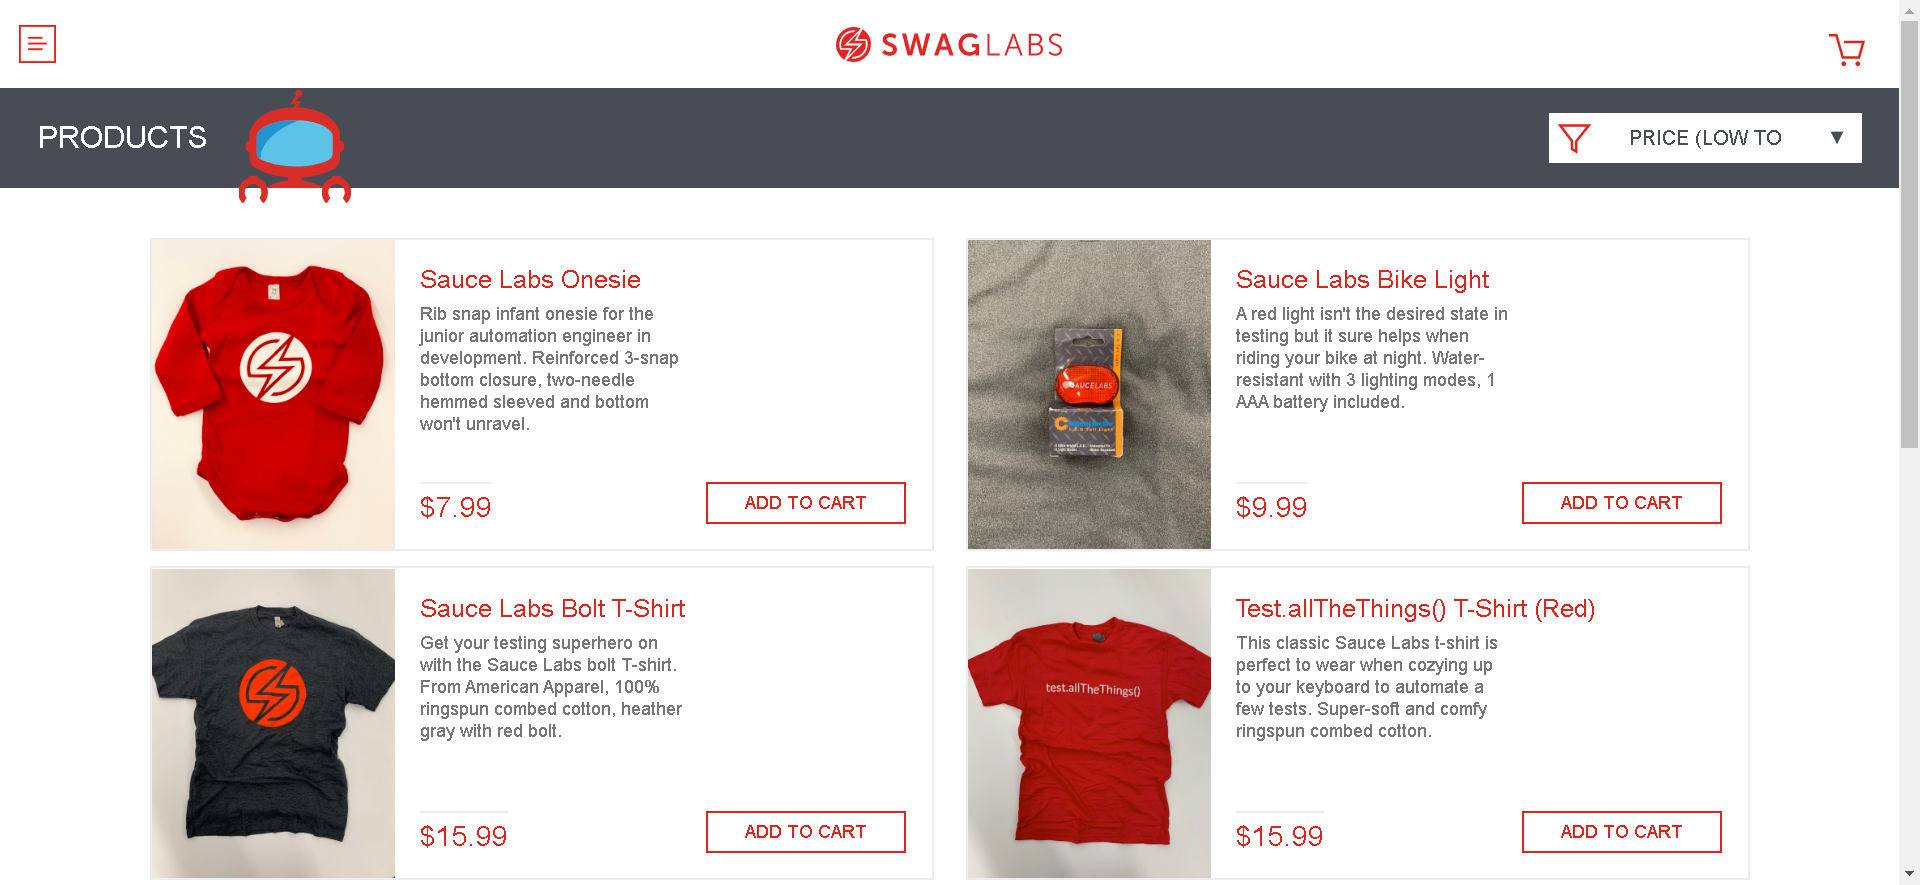 SWAGLABS
PRODUCTS
PRICE (LOW TO
Sauce Labs Onesie
Rib snap infant onesie for the
junior automation engineer in
development. Reinforced 3-snap
bottom closure, two-needle
hemmed sleeved and bottom
won't unravel.
$7.99
ADD TO CART
Sauce Labs Bike Light
A red light isn't the desired state in
testing but it sure helps when
riding your bike at night. Water-
resistant with 3 lighting modes, 1
AAA battery included.
SAUCELABS
$9.99
ADD TO CART
Sauce Labs Bolt T-Shirt
Get your testing superhero on
with the Sauce Labs bolt T-shirt.
From American Apparel, 100%
ringspun combed cotton, heather
gray with red bolt.
$15.99
ADD TO CART
Test.allTheThings() T-Shirt (Red)
This classic Sauce Labs t-shirt is
perfect to wear when cozying up
to your keyboard to automate a
few tests. Super-soft and comfy
ringspun combed cotton.
test.allTheThings()
$15.99
ADD TO CART